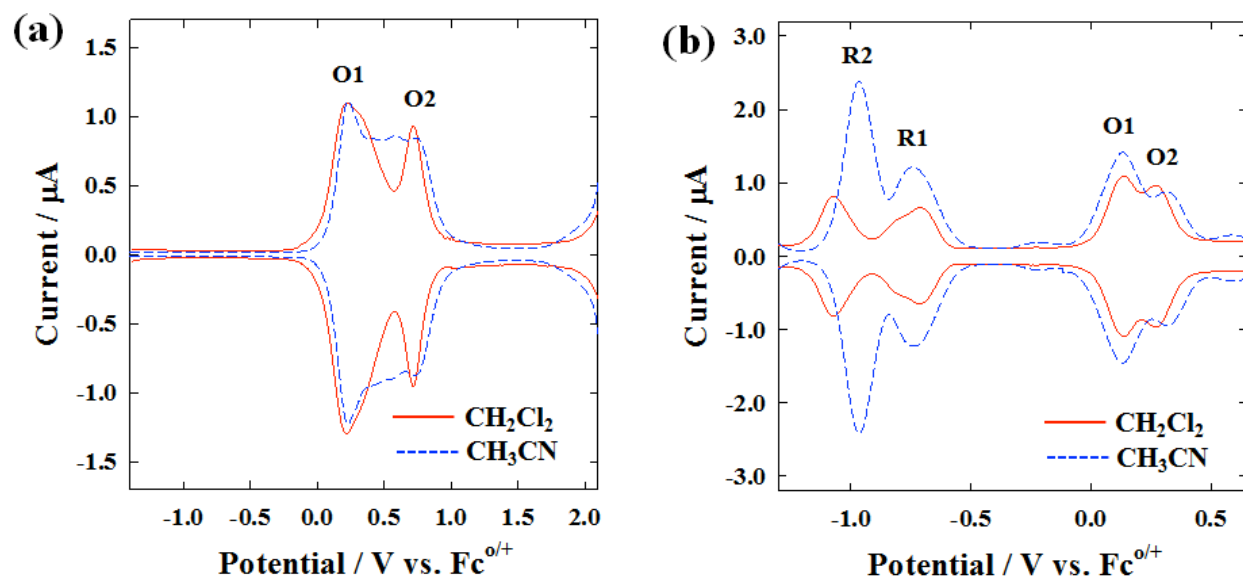 (a)
1.5
1.0
0.5
0.0
-0.5
-1.0
-1.5
Current / µA
O1
O2
CH₂Cl₂
CH₃CN
-1.0 -0.5 0.0 0.5 1.0 1.5 2.0
Potential / V vs. Fc^o/+
(b)
3.0
2.0
1.0
0.0
-1.0
-2.0
-3.0
Current / µA
R2
R1
O1
O2
CH₂Cl₂
CH₃CN
-1.0 -0.5 0.0 0.5
Potential / V vs. Fc^o/+